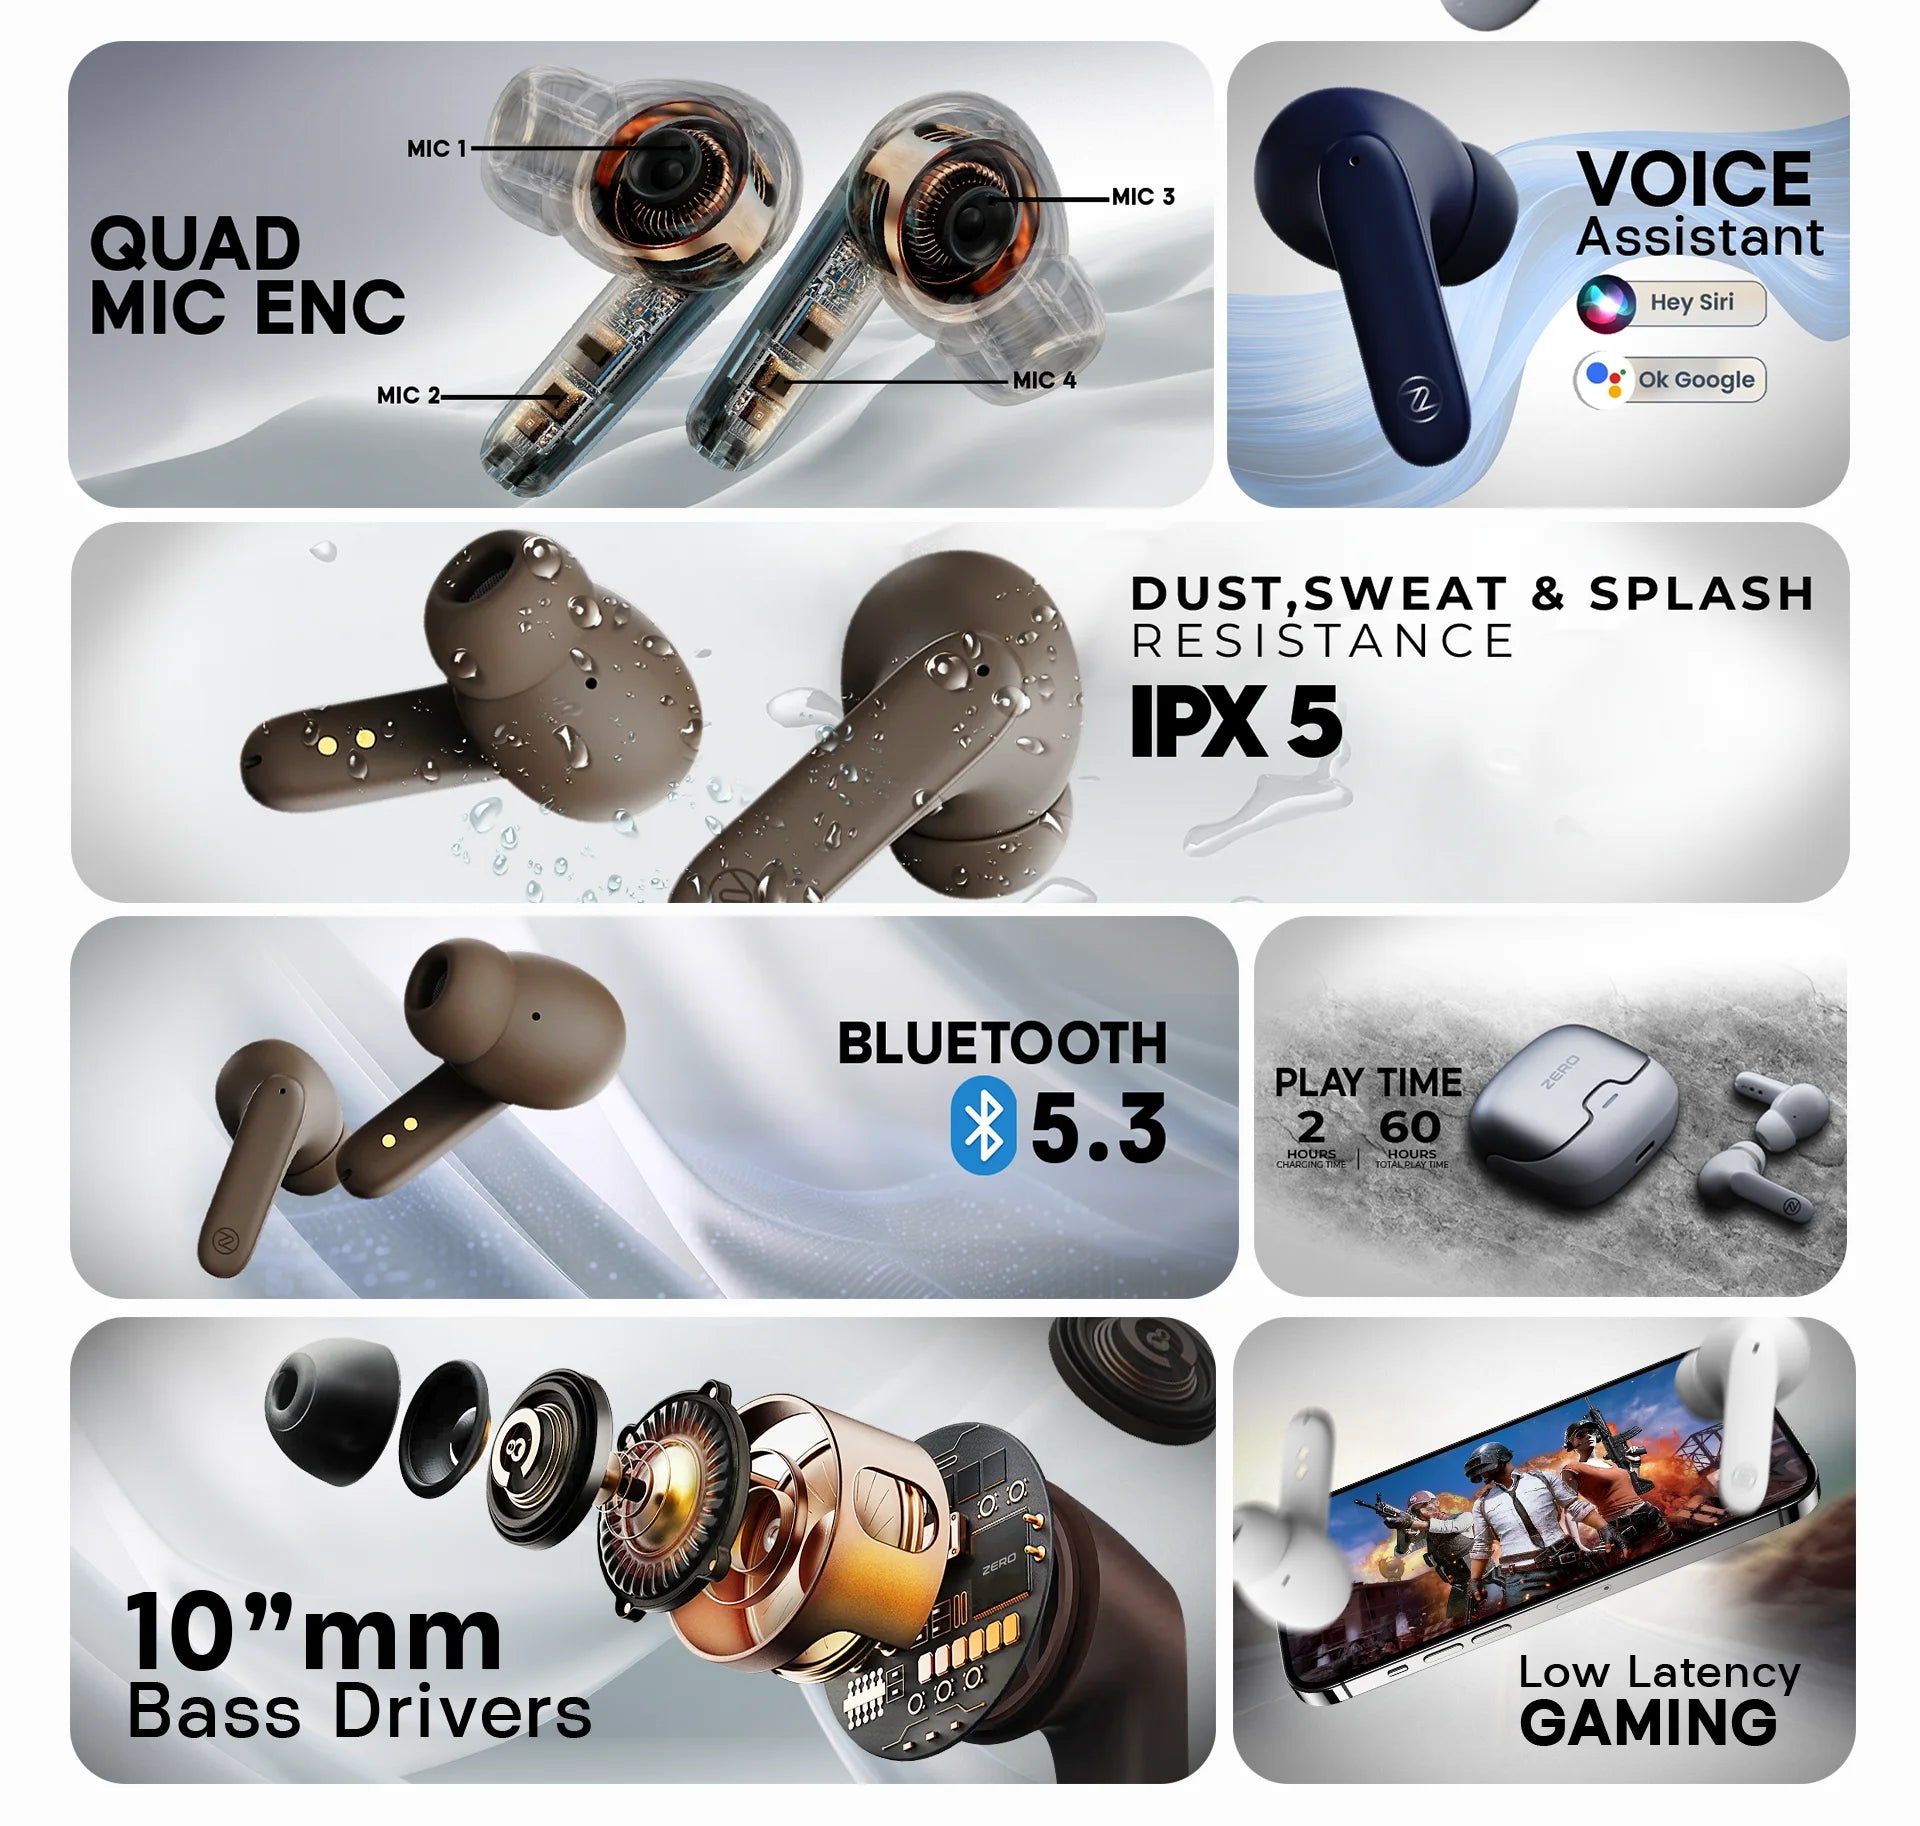 QUAD
MIC ENC
MIC 1
MIC 2
MIC 3
MIC 4
VOICE
Assistant
Hey Siri
Ok Google
DUST,SWEAT & SPLASH
RESISTANCE
IPX 5
BLUETOOTH
5.3
PLAY TIME
2 60
HOURS HOURS
CHARGING TIME | TOTAL PLAY TIME
ZERO
10”mm
Bass Drivers
ZERO
Low Latency
GAMING